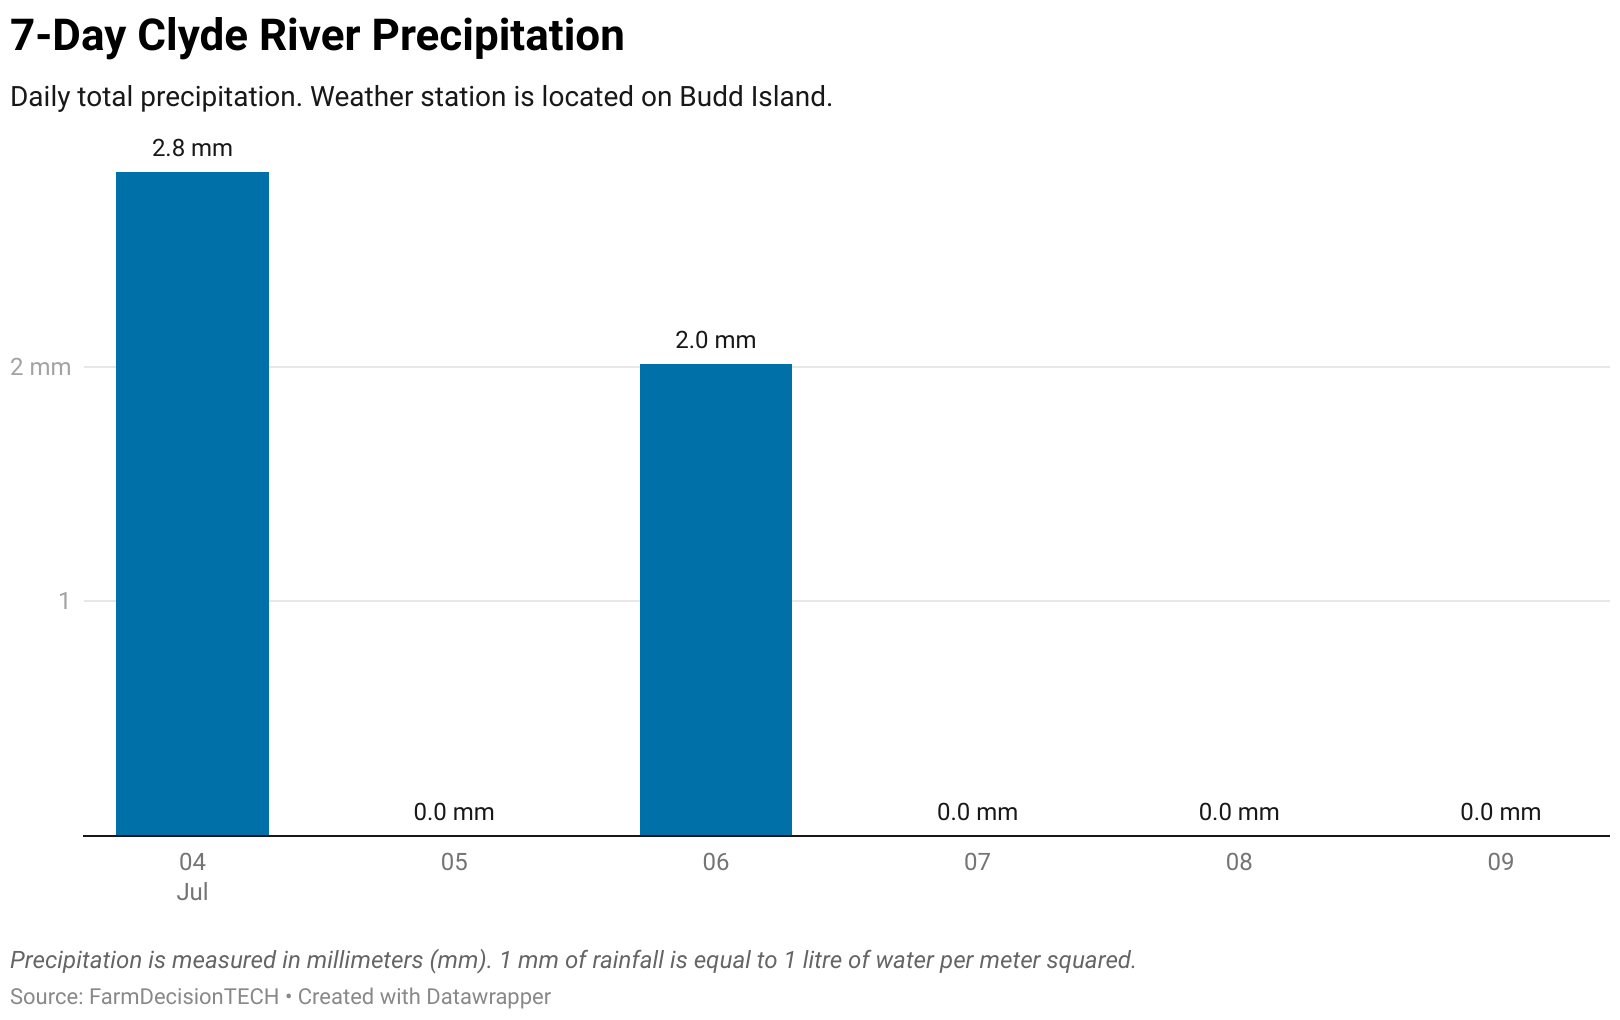 7-Day Clyde River Precipitation
Daily total precipitation. Weather station is located on Budd Island.
2.8 mm
2.0 mm
2 mm
1
0.0 mm
0.0 mm
0.0 mm
0.0 mm
04
05
06
07
08
09
Jul
Precipitation is measured in millimeters (mm). 1 mm of rainfall is equal to 1 litre of water per meter squared.
Source: FarmDecisionTECH • Created with Datawrapper